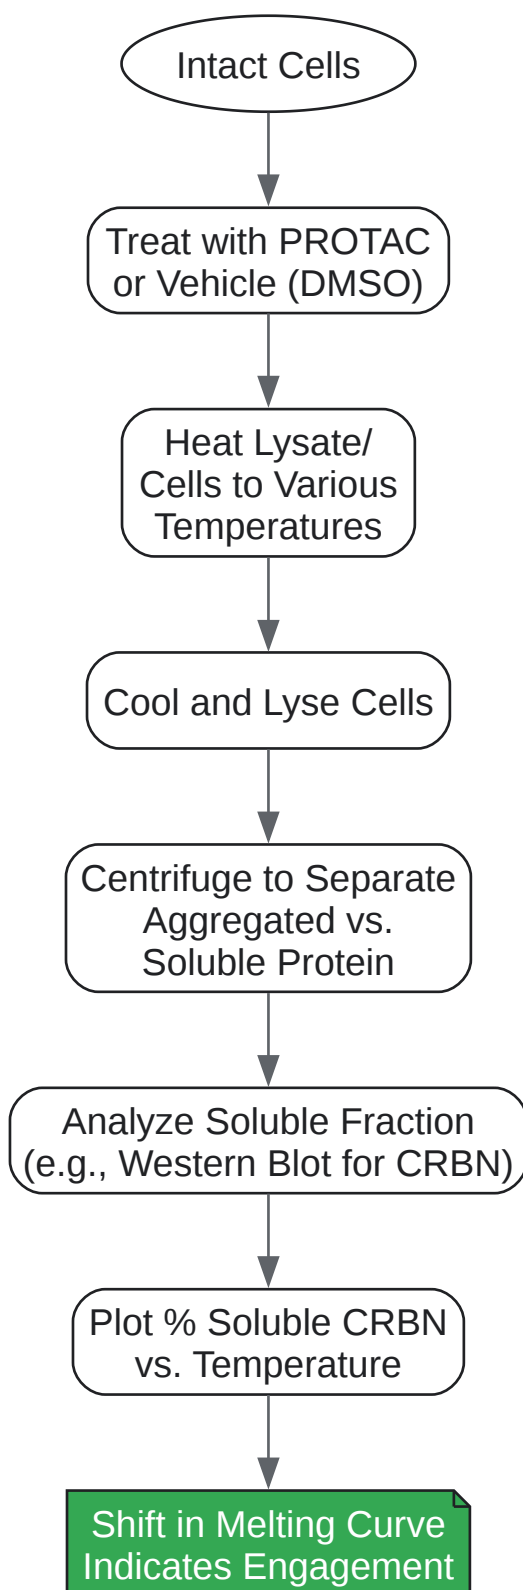 Intact Cells
Treat with PROTAC
or Vehicle (DMSO)
Heat Lysate/
Cells to Various
Temperatures
Cool and Lyse Cells
Centrifuge to Separate
Aggregated vs.
Soluble Protein
Analyze Soluble Fraction
(e.g., Western Blot for CRBN)
Plot % Soluble CRBN
vs. Temperature
Shift in Melting Curve
Indicates Engagement